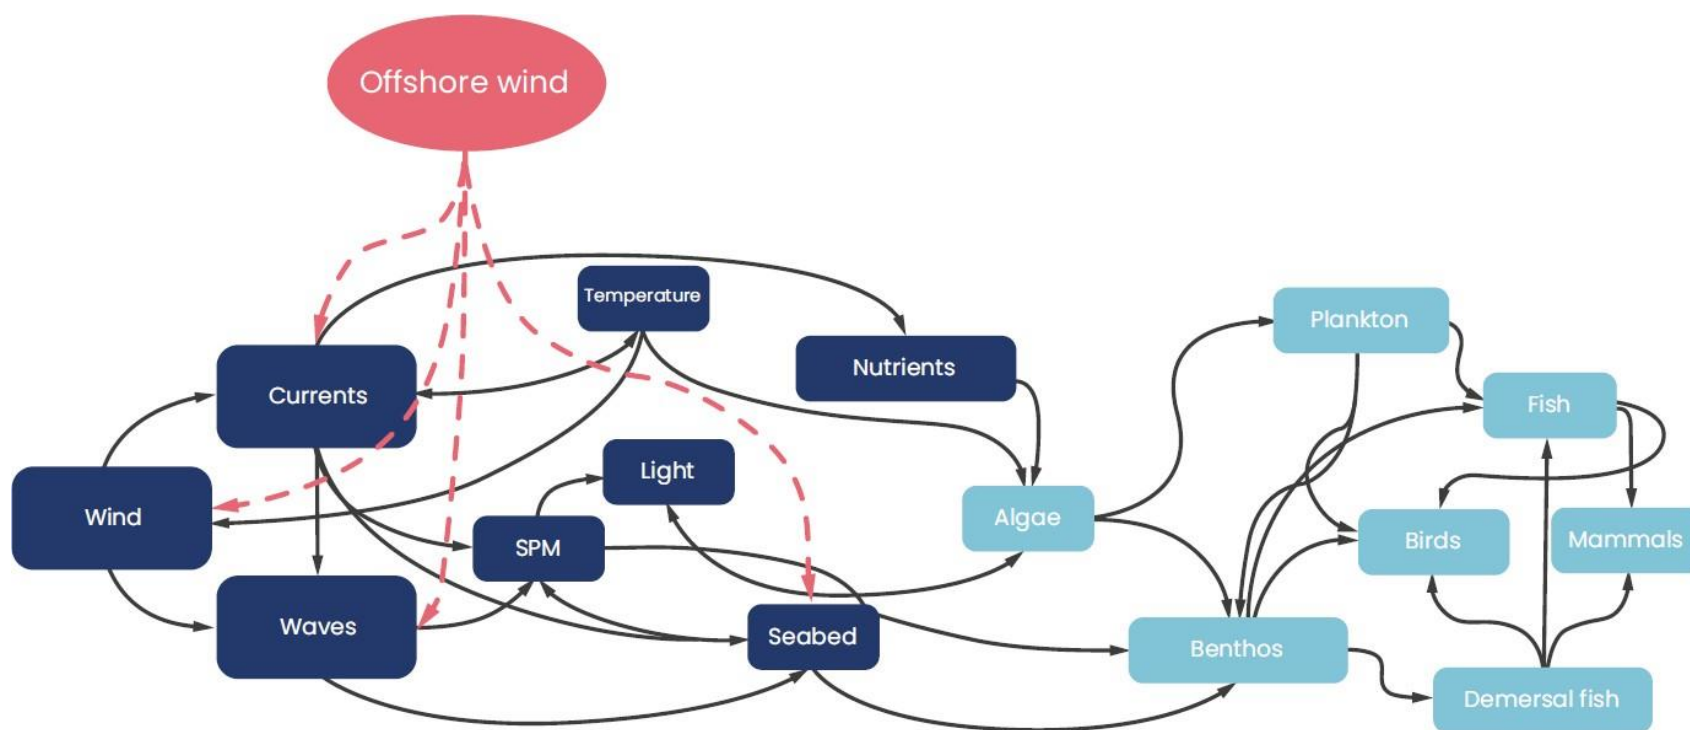 Offshore wind
Temperature
Plankton
Nutrients
Currents
Fish
Light
Wind
Algae
SPM
Birds
Mammals
Waves
Seabed
Benthos
Demersal fish